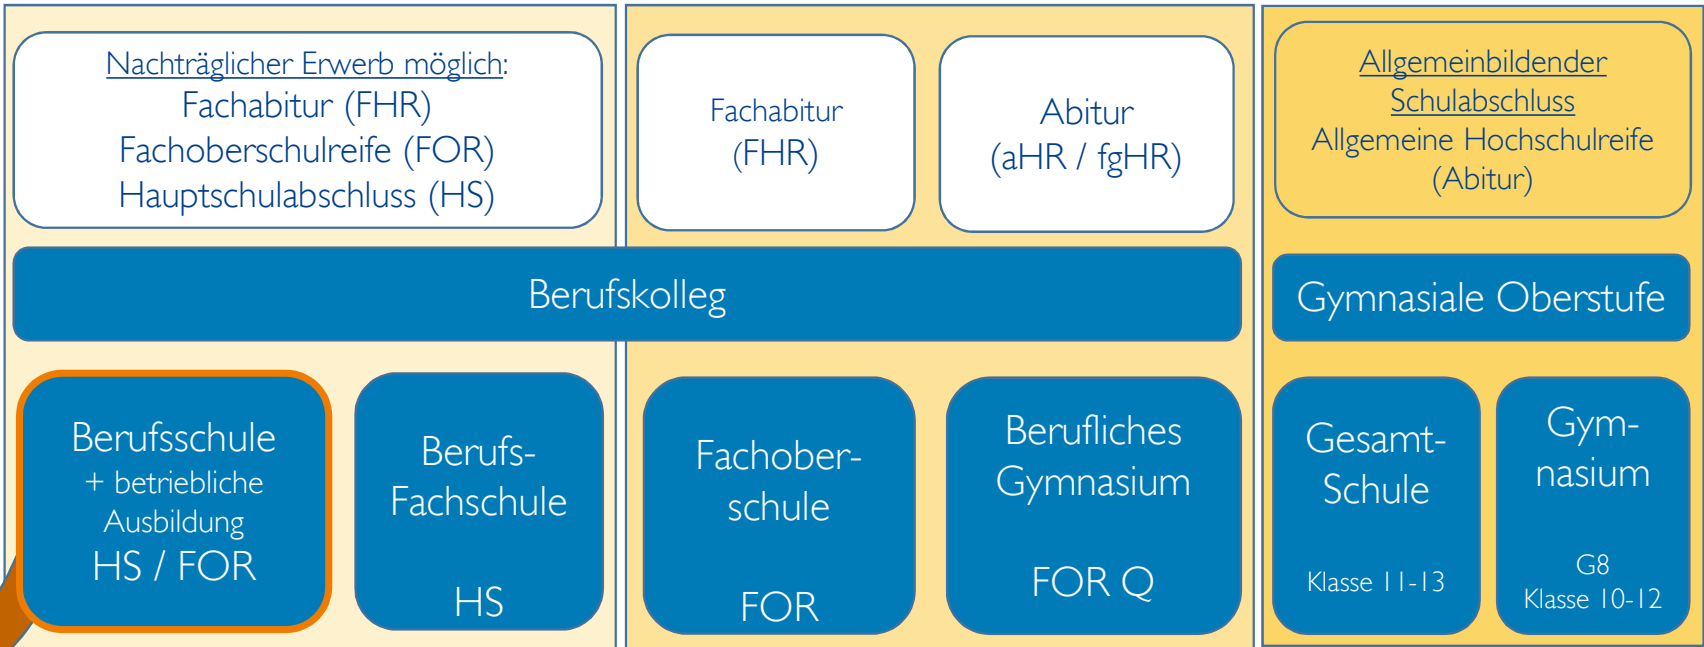 Nachträglicher Erwerb möglich:
Fachabitur (FHR)
Fachoberschulreife (FOR)
Hauptschulabschluss (HS)
Fachabitur
(FHR)
Abitur
(aHR / fgHR)
Allgemeinbildender
Schulabschluss
Allgemeine Hochschulreife
(Abitur)
Berufskolleg
Gymnasiale Oberstufe
Berufsschule
+ betriebliche
Ausbildung
HS / FOR
Berufs-
Fachschule
HS
Fachober-
schule
FOR
Berufliches
Gymnasium
FOR Q
Gesamt-
Schule
Klasse 11-13
Gym-
nasium
G8
Klasse 10-12